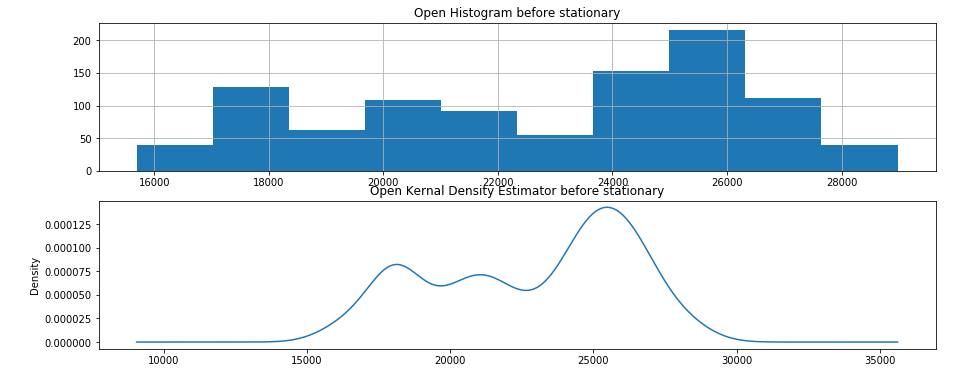 Open Histogram before stationary
200
150
100
50
0
16000 18000 20000 22000 24000 26000 28000
Open Kernal Density Estimator before stationary
Density
0.000125
0.000100
0.000075
0.000050
0.000025
0.000000
10000 15000 20000 25000 30000 35000